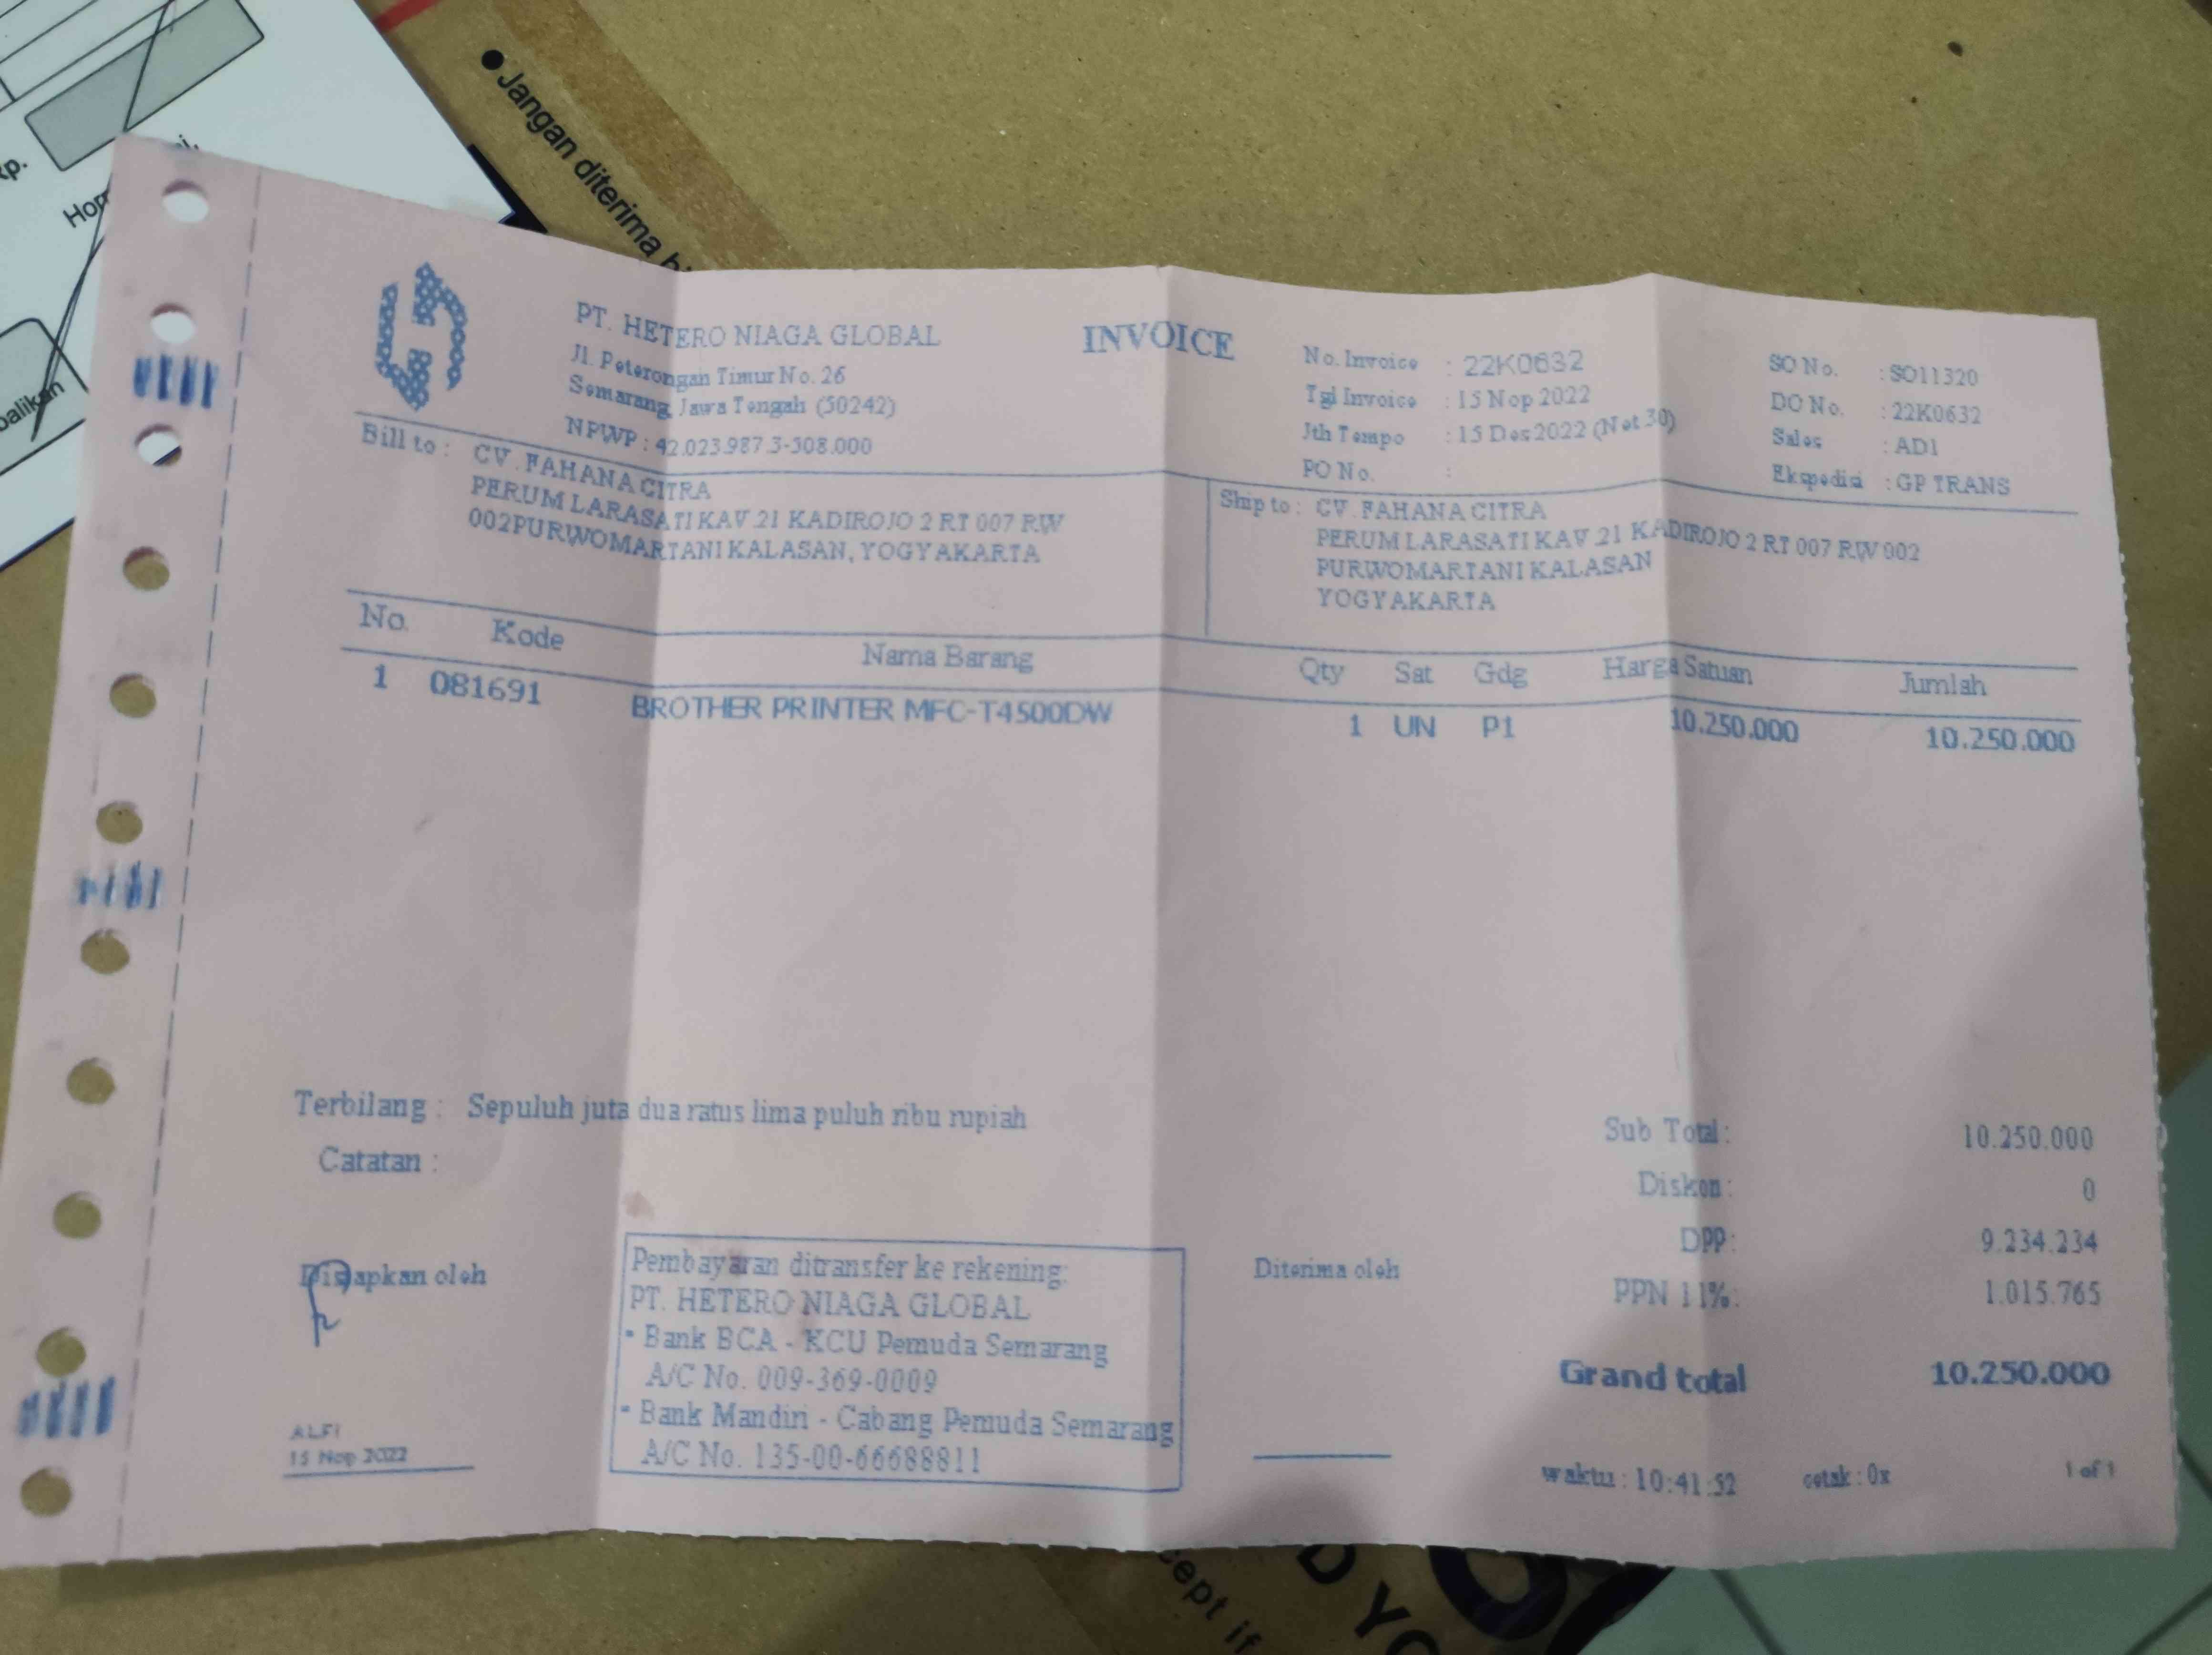 Jangan diterima
PT. HETERO NIAGA GLOBAL
Jl. Peterongan Timur No. 26
Semarang, Jawa Tengah (50242)
NPWP : 42.023.987.3-508.000
INVOICE
No. Invoice : 22K0632
Tgl Invoice : 15 Nop 2022
Jth Tempo : 15 Des 2022 (Net 30)
PO No. :
SO No. : SO11320
DO No. : 22K0632
Sales : AD1
Ekspedisi : GP TRANS
Bill to : CV. FAHANA CITRA
PERUM LARASATI KAV 21 KADIROJO 2 RT 007 RW
002PURWOMARTANI KALASAN, YOGYAKARTA
Ship to : CV. FAHANA CITRA
PERUM LARASATI KAV 21 KADIROJO 2 RT 007 RW 002
PURWOMARTANI KALASAN
YOGYAKARTA
No. Kode Nama Barang Qty Sat Gdg Harga Satuan Jumlah
1 081691 BROTHER PRINTER MFC-T4500DW 1 UN P1 10.250.000 10.250.000
Terbilang : Sepuluh juta dua ratus lima puluh ribu rupiah
Catatan :
Sub Total : 10.250.000
Diskon : 0
DPP : 9.234.234
PPN 11% : 1.015.765
Grand total 10.250.000
Disiapkan oleh
ALFI
15 Nop 2022
Pembayaran ditransfer ke rekening:
PT. HETERO NIAGA GLOBAL
- Bank BCA - KCU Pemuda Semarang
A/C No. 009-369-0009
- Bank Mandiri - Cabang Pemuda Semarang
A/C No. 135-00-66688811
Diterima oleh
waktu : 10:41:52 cetak : 0x 1 of 1